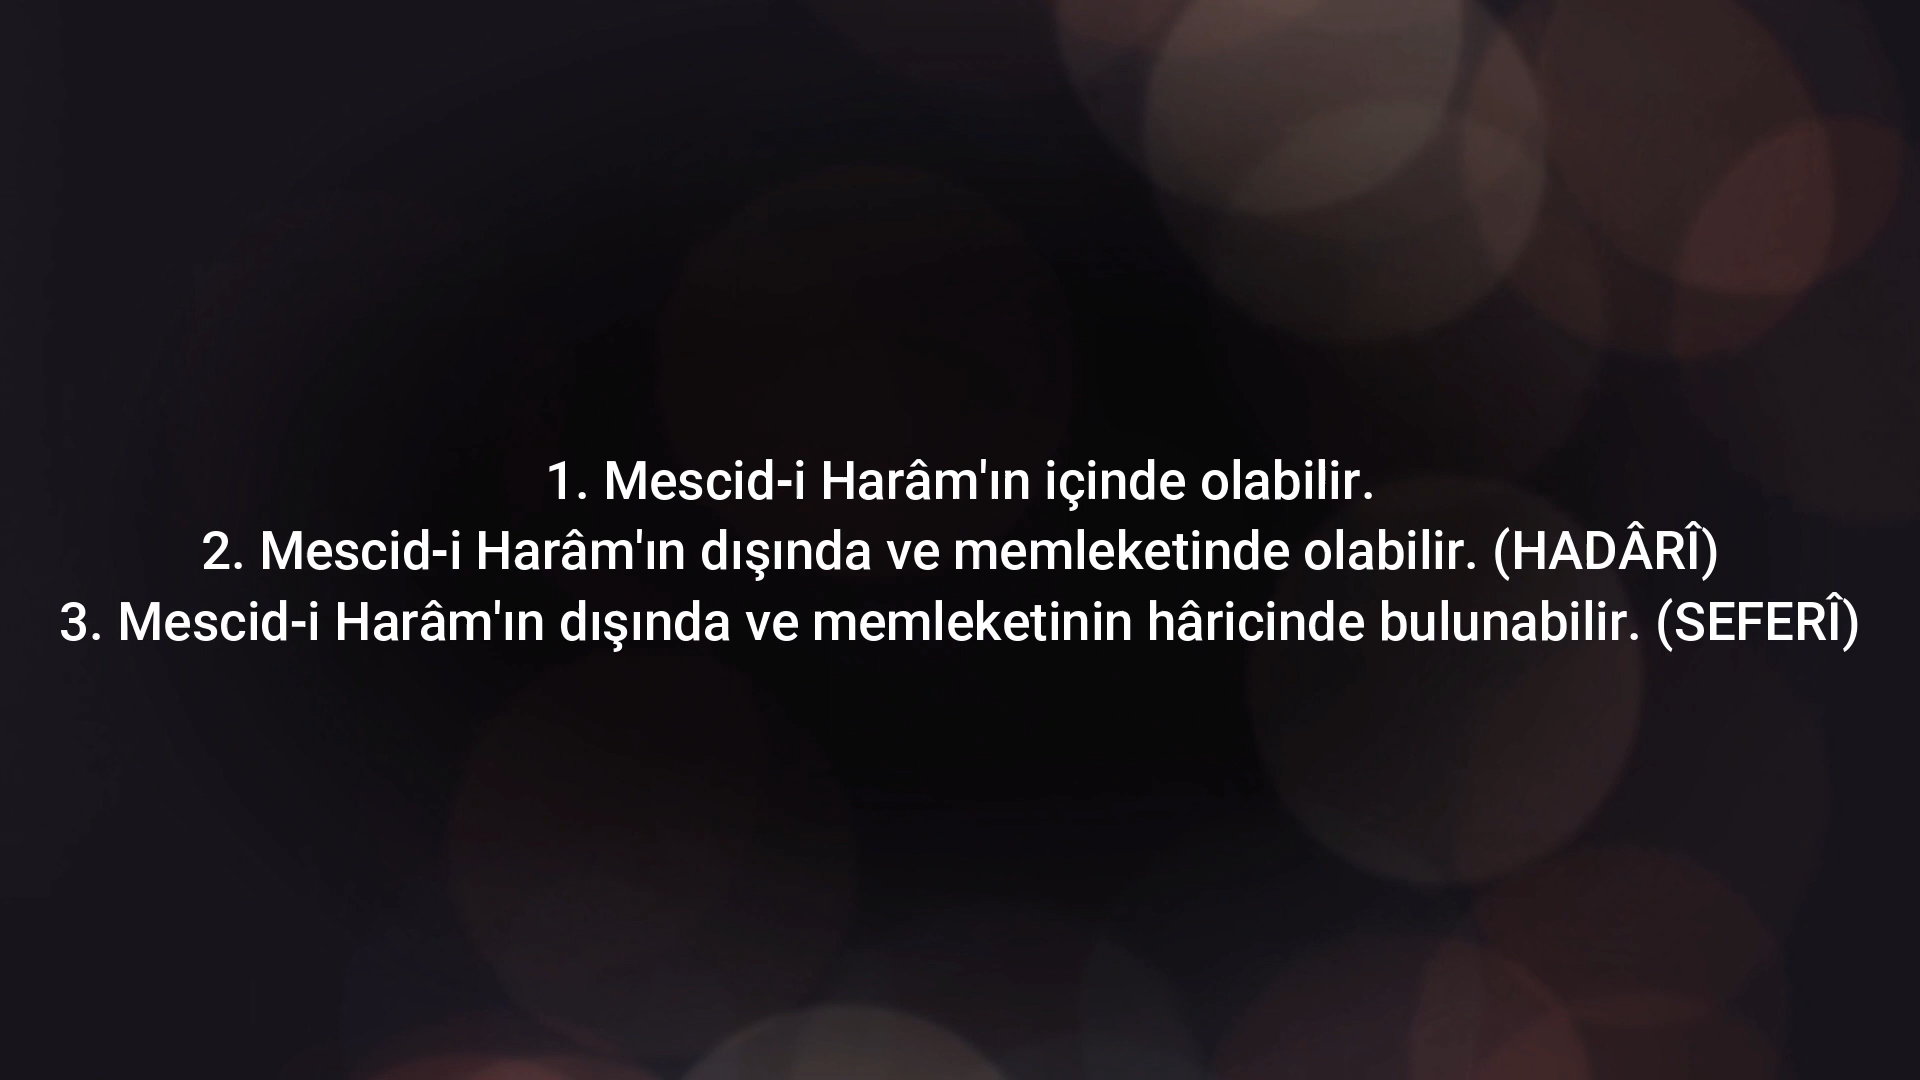 1. Mescid-i Harâm'ın içinde olabilir.
2. Mescid-i Harâm'ın dışında ve memleketinde olabilir. (HADÂRÎ)
3. Mescid-i Harâm'ın dışında ve memleketinin hâricinde bulunabilir. (SEFERÎ)